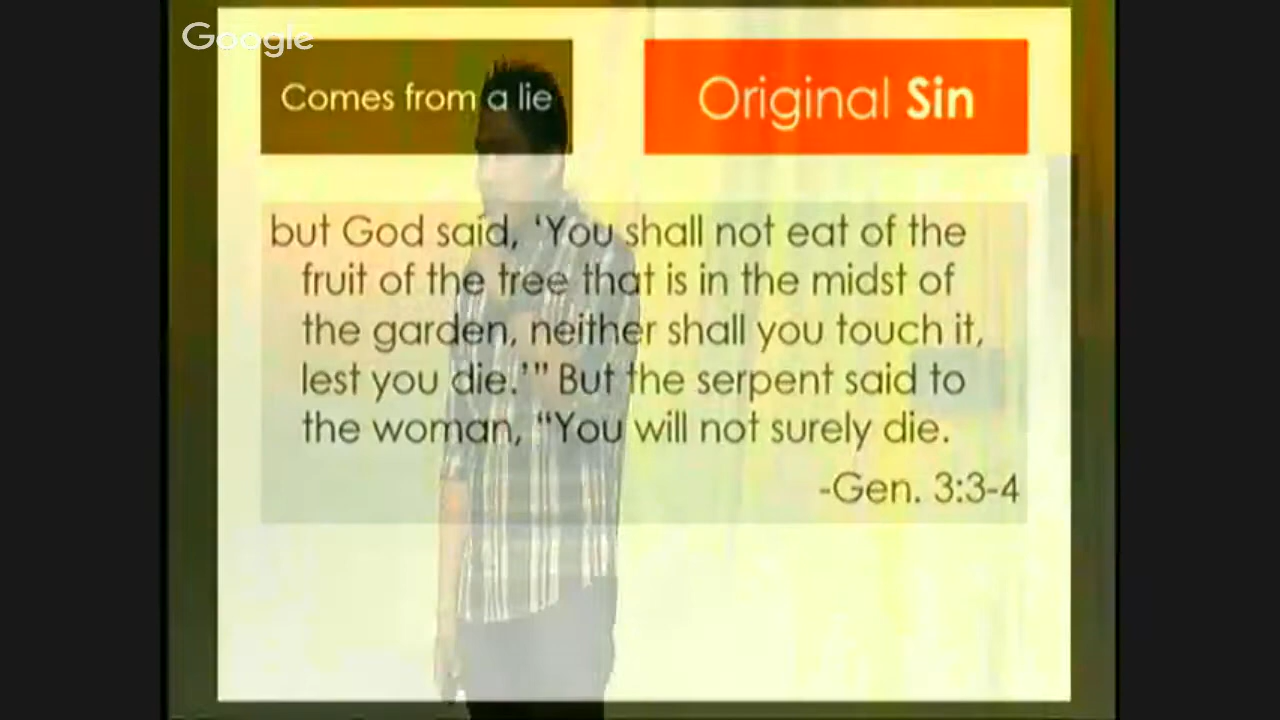 Google
Comes from a lie
Original Sin
but God said, ‘You shall not eat of the
fruit of the tree that is in the midst of
the garden, neither shall you touch it,
lest you die.’” But the serpent said to
the woman, “You will not surely die.
-Gen. 3:3-4